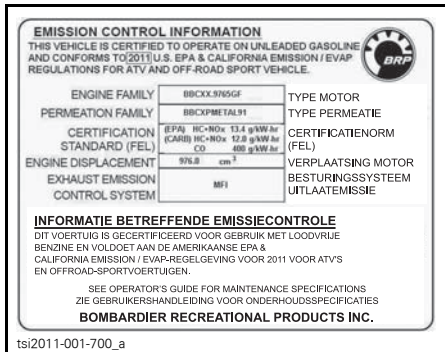 EMISSION CONTROL INFORMATION
THIS VEHICLE IS CERTIFIED TO OPERATE ON UNLEADED GASOLINE
AND CONFORMS TO 2011 U.S. EPA & CALIFORNIA EMISSION / EVAP
REGULATIONS FOR ATV AND OFF-ROAD SPORT VEHICLE.
BRP
ENGINE FAMILY BBCXX.9765GF TYPE MOTOR
PERMEATION FAMILY BBCXPMETAL91 TYPE PERMEATIE
CERTIFICATION STANDARD (FEL) (EPA) HC+NOx 13.4 g/kW-hr CERTIFICATIENORM (FEL)
(CARB) HC+NOx 12.0 g/kW-hr
CO 400 g/kW-hr
ENGINE DISPLACEMENT 976.0 cm³ VERPLAATSING MOTOR
EXHAUST EMISSION CONTROL SYSTEM MFI BESTURINGSSYSTEEM UITLAATEMISSIE
INFORMATIE BETREFFENDE EMISSIECONTROLE
DIT VOERTUIG IS GECERTIFICEERD VOOR GEBRUIK MET LOODVRIJE
BENZINE EN VOLDOET AAN DE AMERIKAANSE EPA &
CALIFORNIA EMISSION / EVAP-REGELGEVING VOOR 2011 VOOR ATV'S
EN OFFROAD-SPORTVOERTUIGEN.
SEE OPERATOR'S GUIDE FOR MAINTENANCE SPECIFICATIONS
ZIE GEBRUIKERSHANDLEIDING VOOR ONDERHOUDSSPECIFICATIES
BOMBARDIER RECREATIONAL PRODUCTS INC.
tsi2011-001-700_a